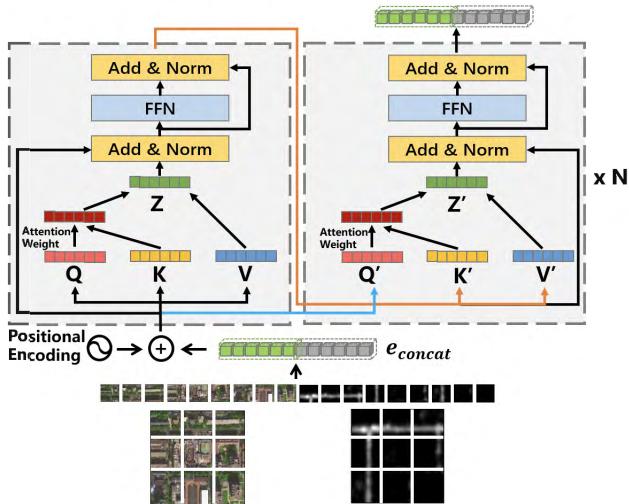 Add & Norm
FFN
Add & Norm
Z
Attention
Weight
Q
K
V
Add & Norm
FFN
Add & Norm
Z'
Attention
Weight
Q'
K'
V'
x N
Positional
Encoding
+
e_concat